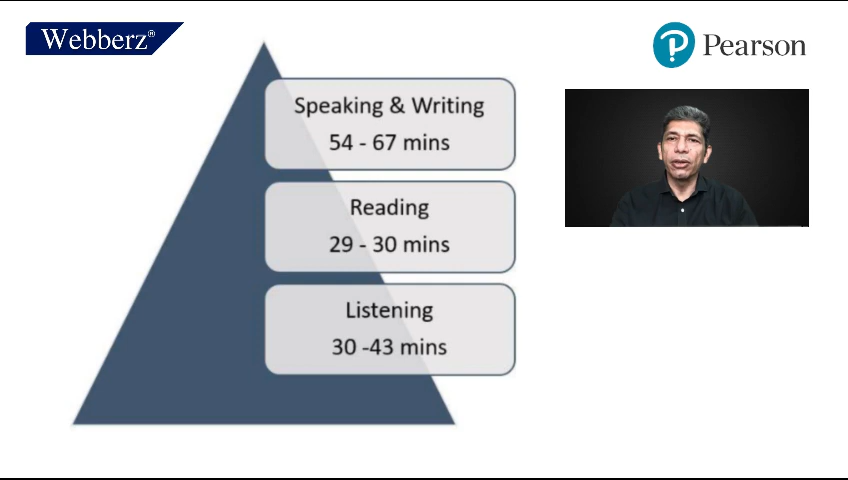 Webberz®
Pearson
Speaking & Writing
54 - 67 mins
Reading
29 - 30 mins
Listening
30 -43 mins